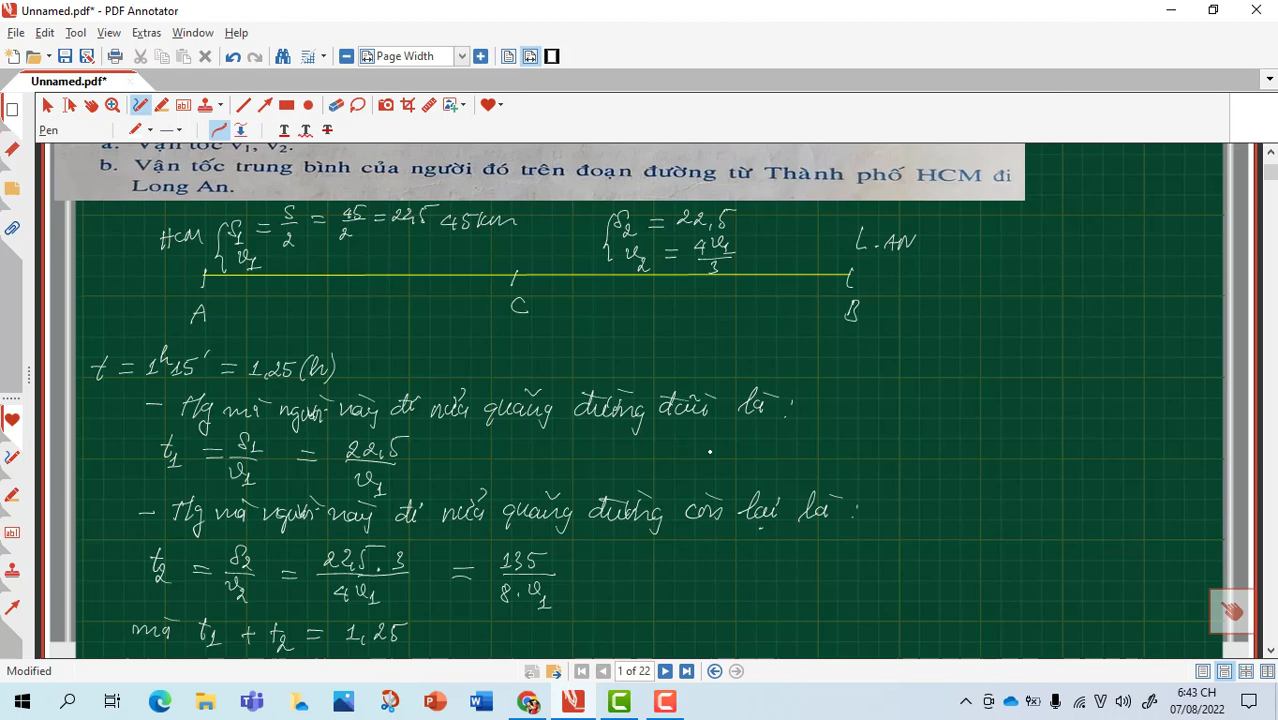 Unnamed.pdf* - PDF Annotator
File Edit Tool View Extras Window Help
Page Width
Unnamed.pdf*
Pen
a. Vận tốc v₁, v₂.
b. Vận tốc trung bình của người đó trên đoạn đường từ Thành phố HCM đi
Long An.
HCM { S₁ = S/2 = 45/2 = 22,5 45km { S₂ = 22,5 L.AN
v₁ v₂ = 4v₁/3
A C B
t = 1h15' = 1,25(h)
- Tg mà người này đi nửa quãng đường đầu là :
t₁ = S₁/v₁ = 22,5/v₁
- Tg mà người này đi nửa quãng đường còn lại là :
t₂ = S₂/v₂ = 22,5.3/4v₁ = 135/8.v₁
mà t₁ + t₂ = 1,25
1 of 22
Modified
6:43 CH
07/08/2022